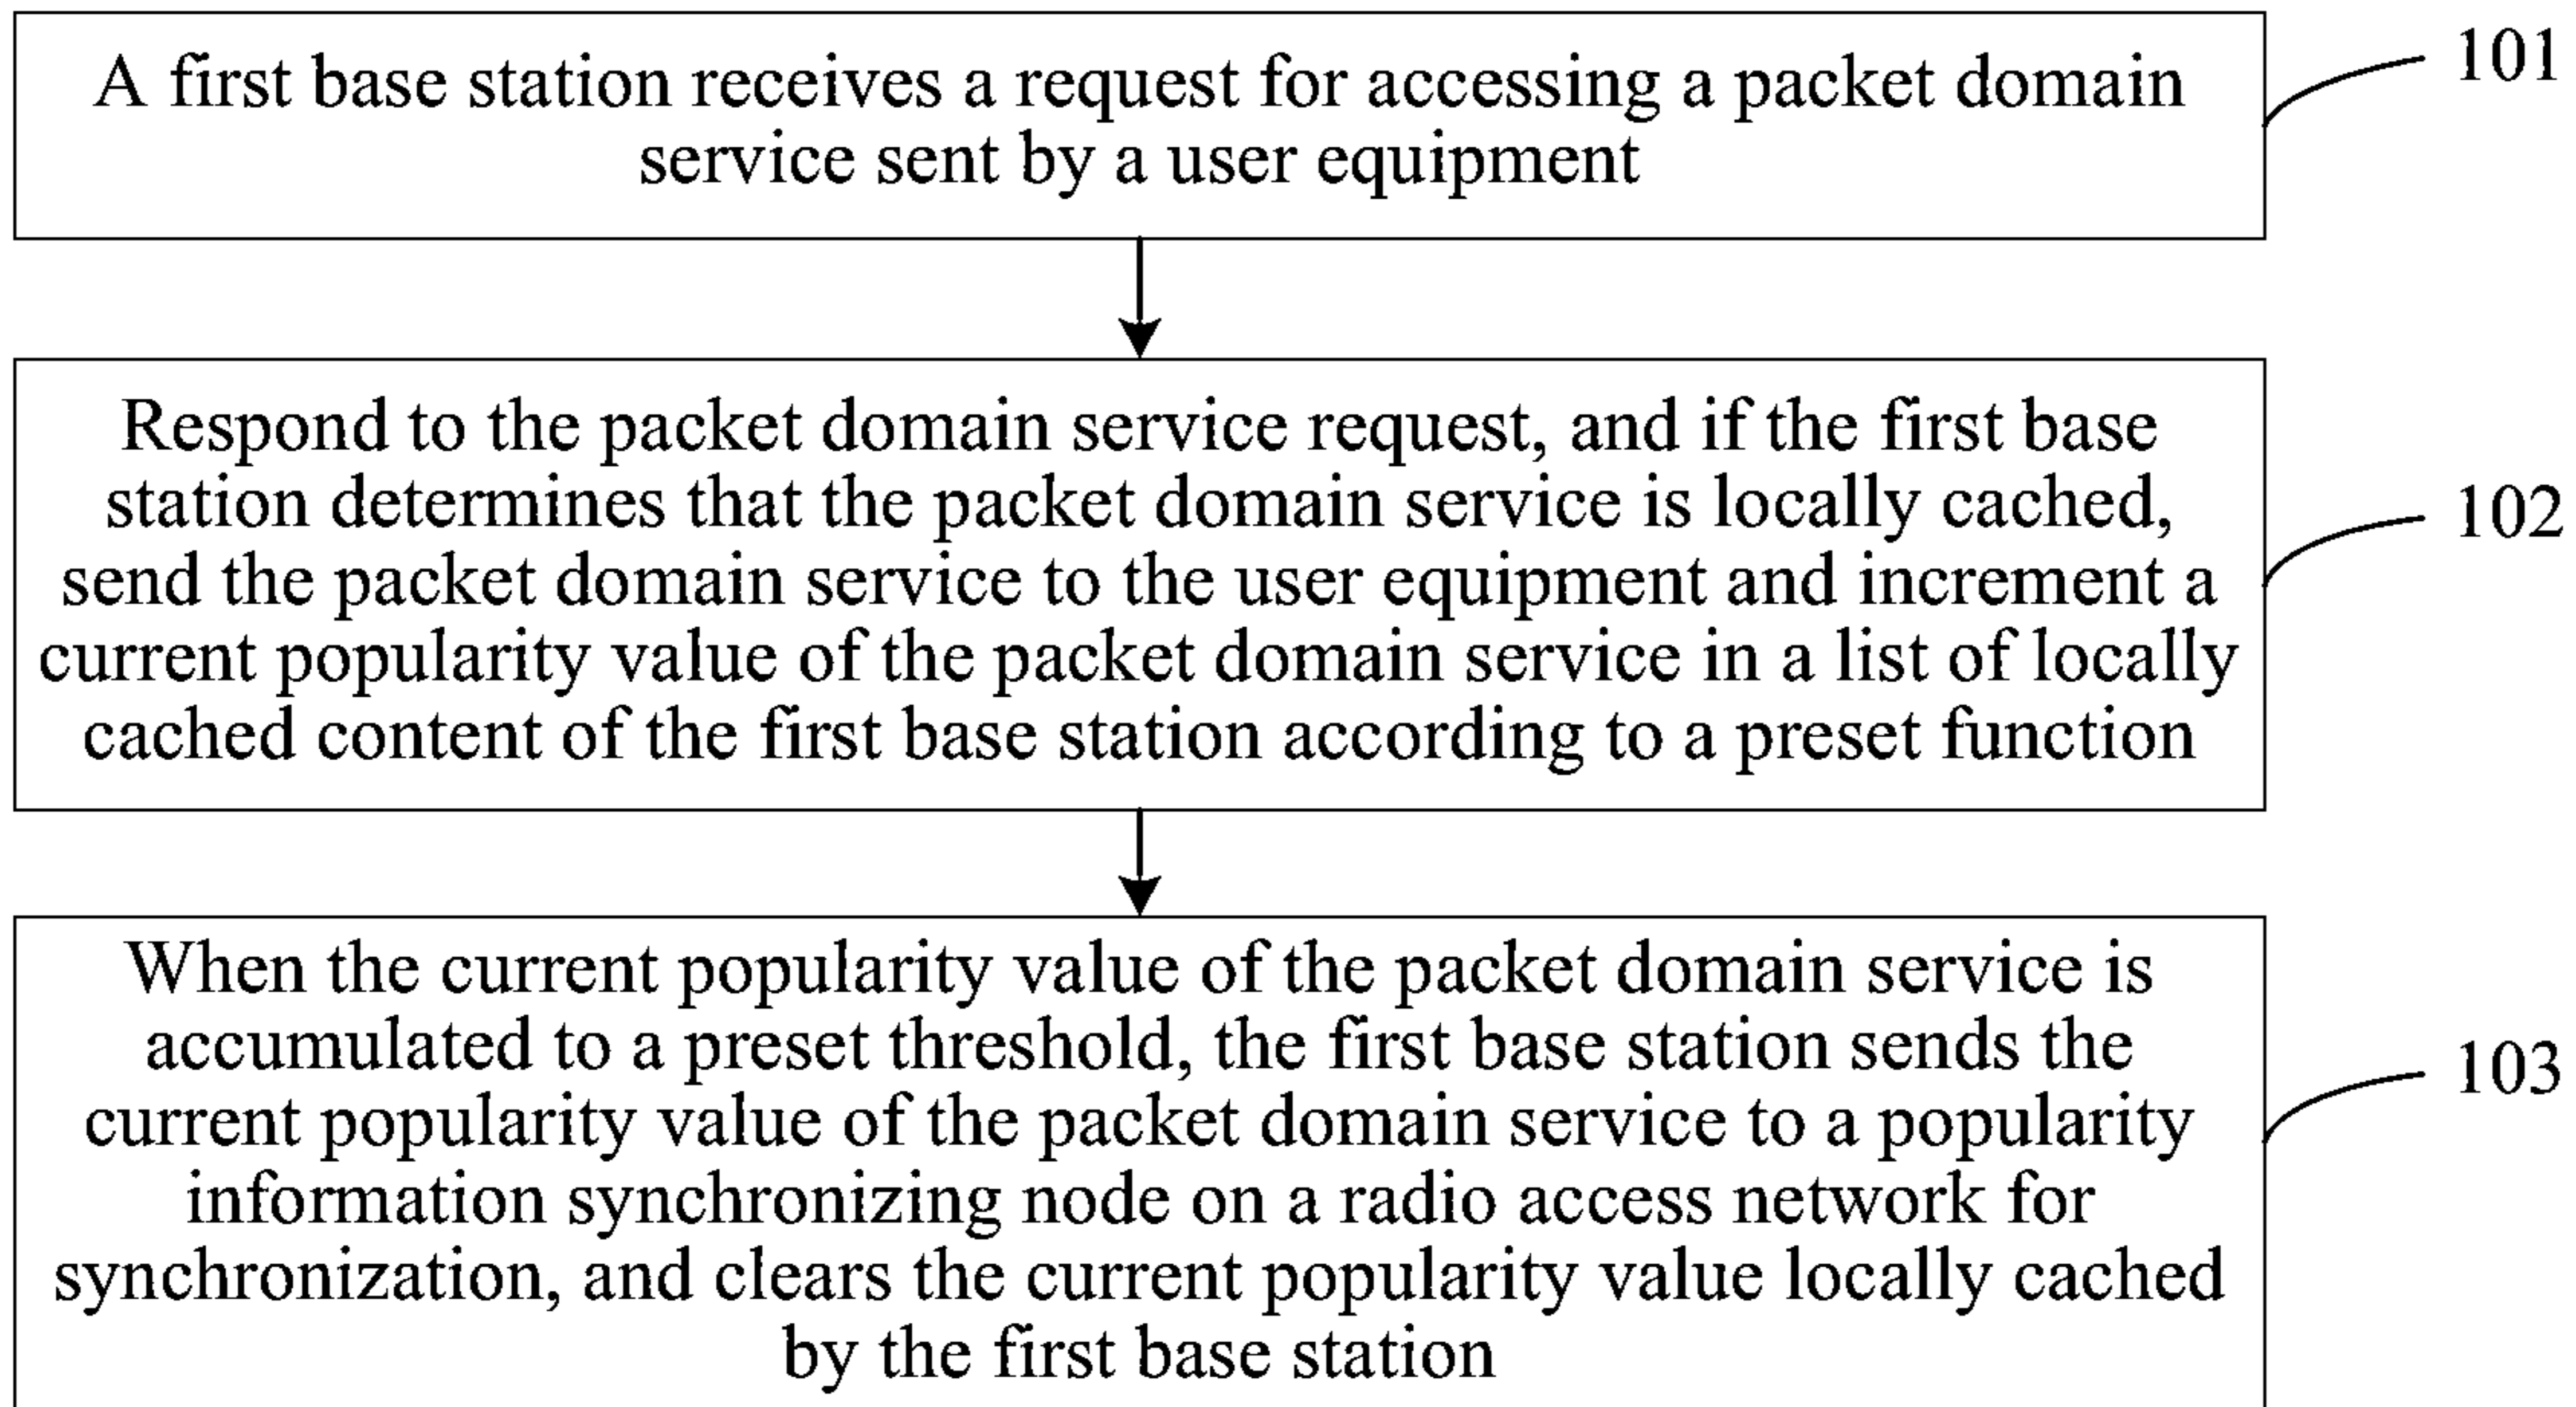 A first base station receives a request for accessing a packet domain
service sent by a user equipment
101
Respond to the packet domain service request, and if the first base
station determines that the packet domain service is locally cached,
send the packet domain service to the user equipment and increment a
current popularity value of the packet domain service in a list of locally
cached content of the first base station according to a preset function
102
When the current popularity value of the packet domain service is
accumulated to a preset threshold, the first base station sends the
current popularity value of the packet domain service to a popularity
information synchronizing node on a radio access network for
synchronization, and clears the current popularity value locally cached
by the first base station
103